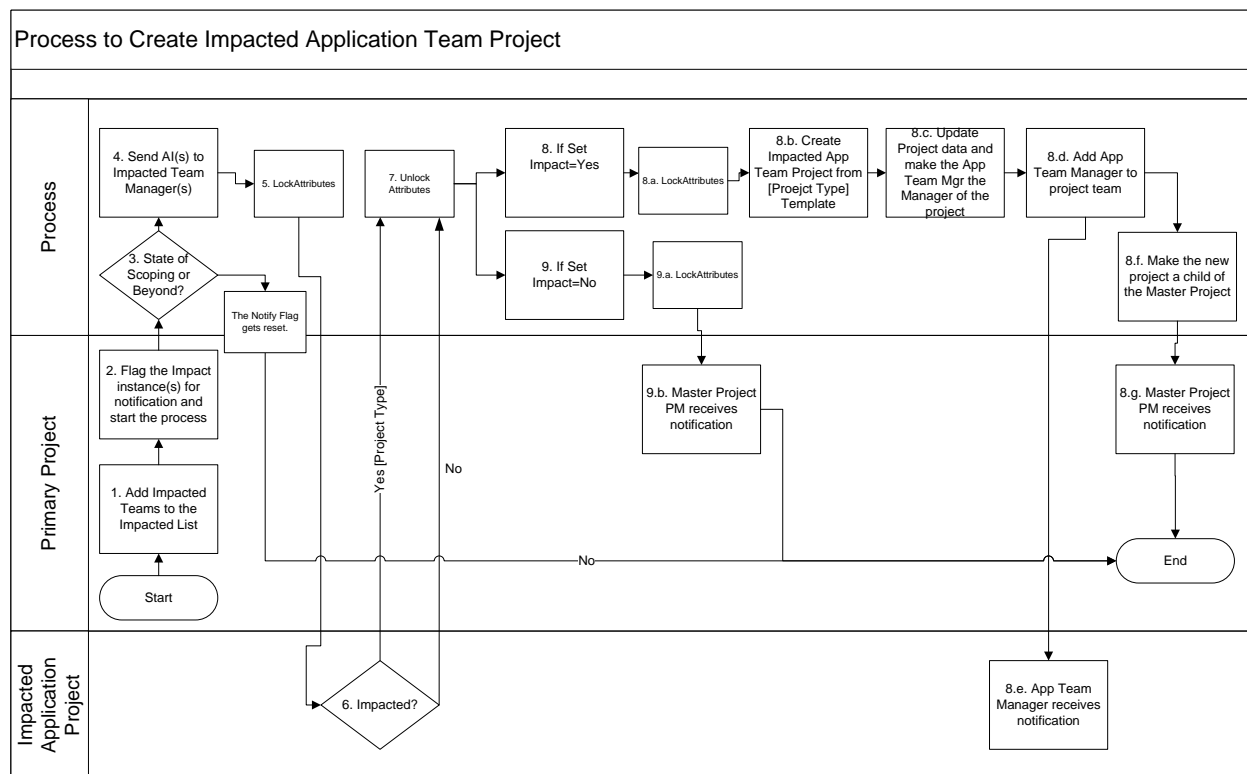 Process to Create Impacted Application Team Project
Process
4. Send AI(s) to
Impacted Team
Manager(s)
5. LockAttributes
7. Unlock
Attributes
8. If Set
Impact=Yes
8.a. LockAttributes
8.b. Create
Impacted App
Team Project from
[Proejct Type]
Template
8.c. Update
Project data and
make the App
Team Mgr the
Manager of the
project
8.d. Add App
Team Manager to
project team
3. State of
Scoping or
Beyond?
The Notify Flag
gets reset.
9. If Set
Impact=No
9.a. LockAttributes
8.f. Make the new
project a child of
the Master Project
Primary Project
2. Flag the Impact
instance(s) for
notification and
start the process
Yes [Project Type]
No
9.b. Master Project
PM receives
notification
8.g. Master Project
PM receives
notification
1. Add Impacted
Teams to the
Impacted List
No
End
Start
Impacted
Application
Project
6. Impacted?
8.e. App Team
Manager receives
notification